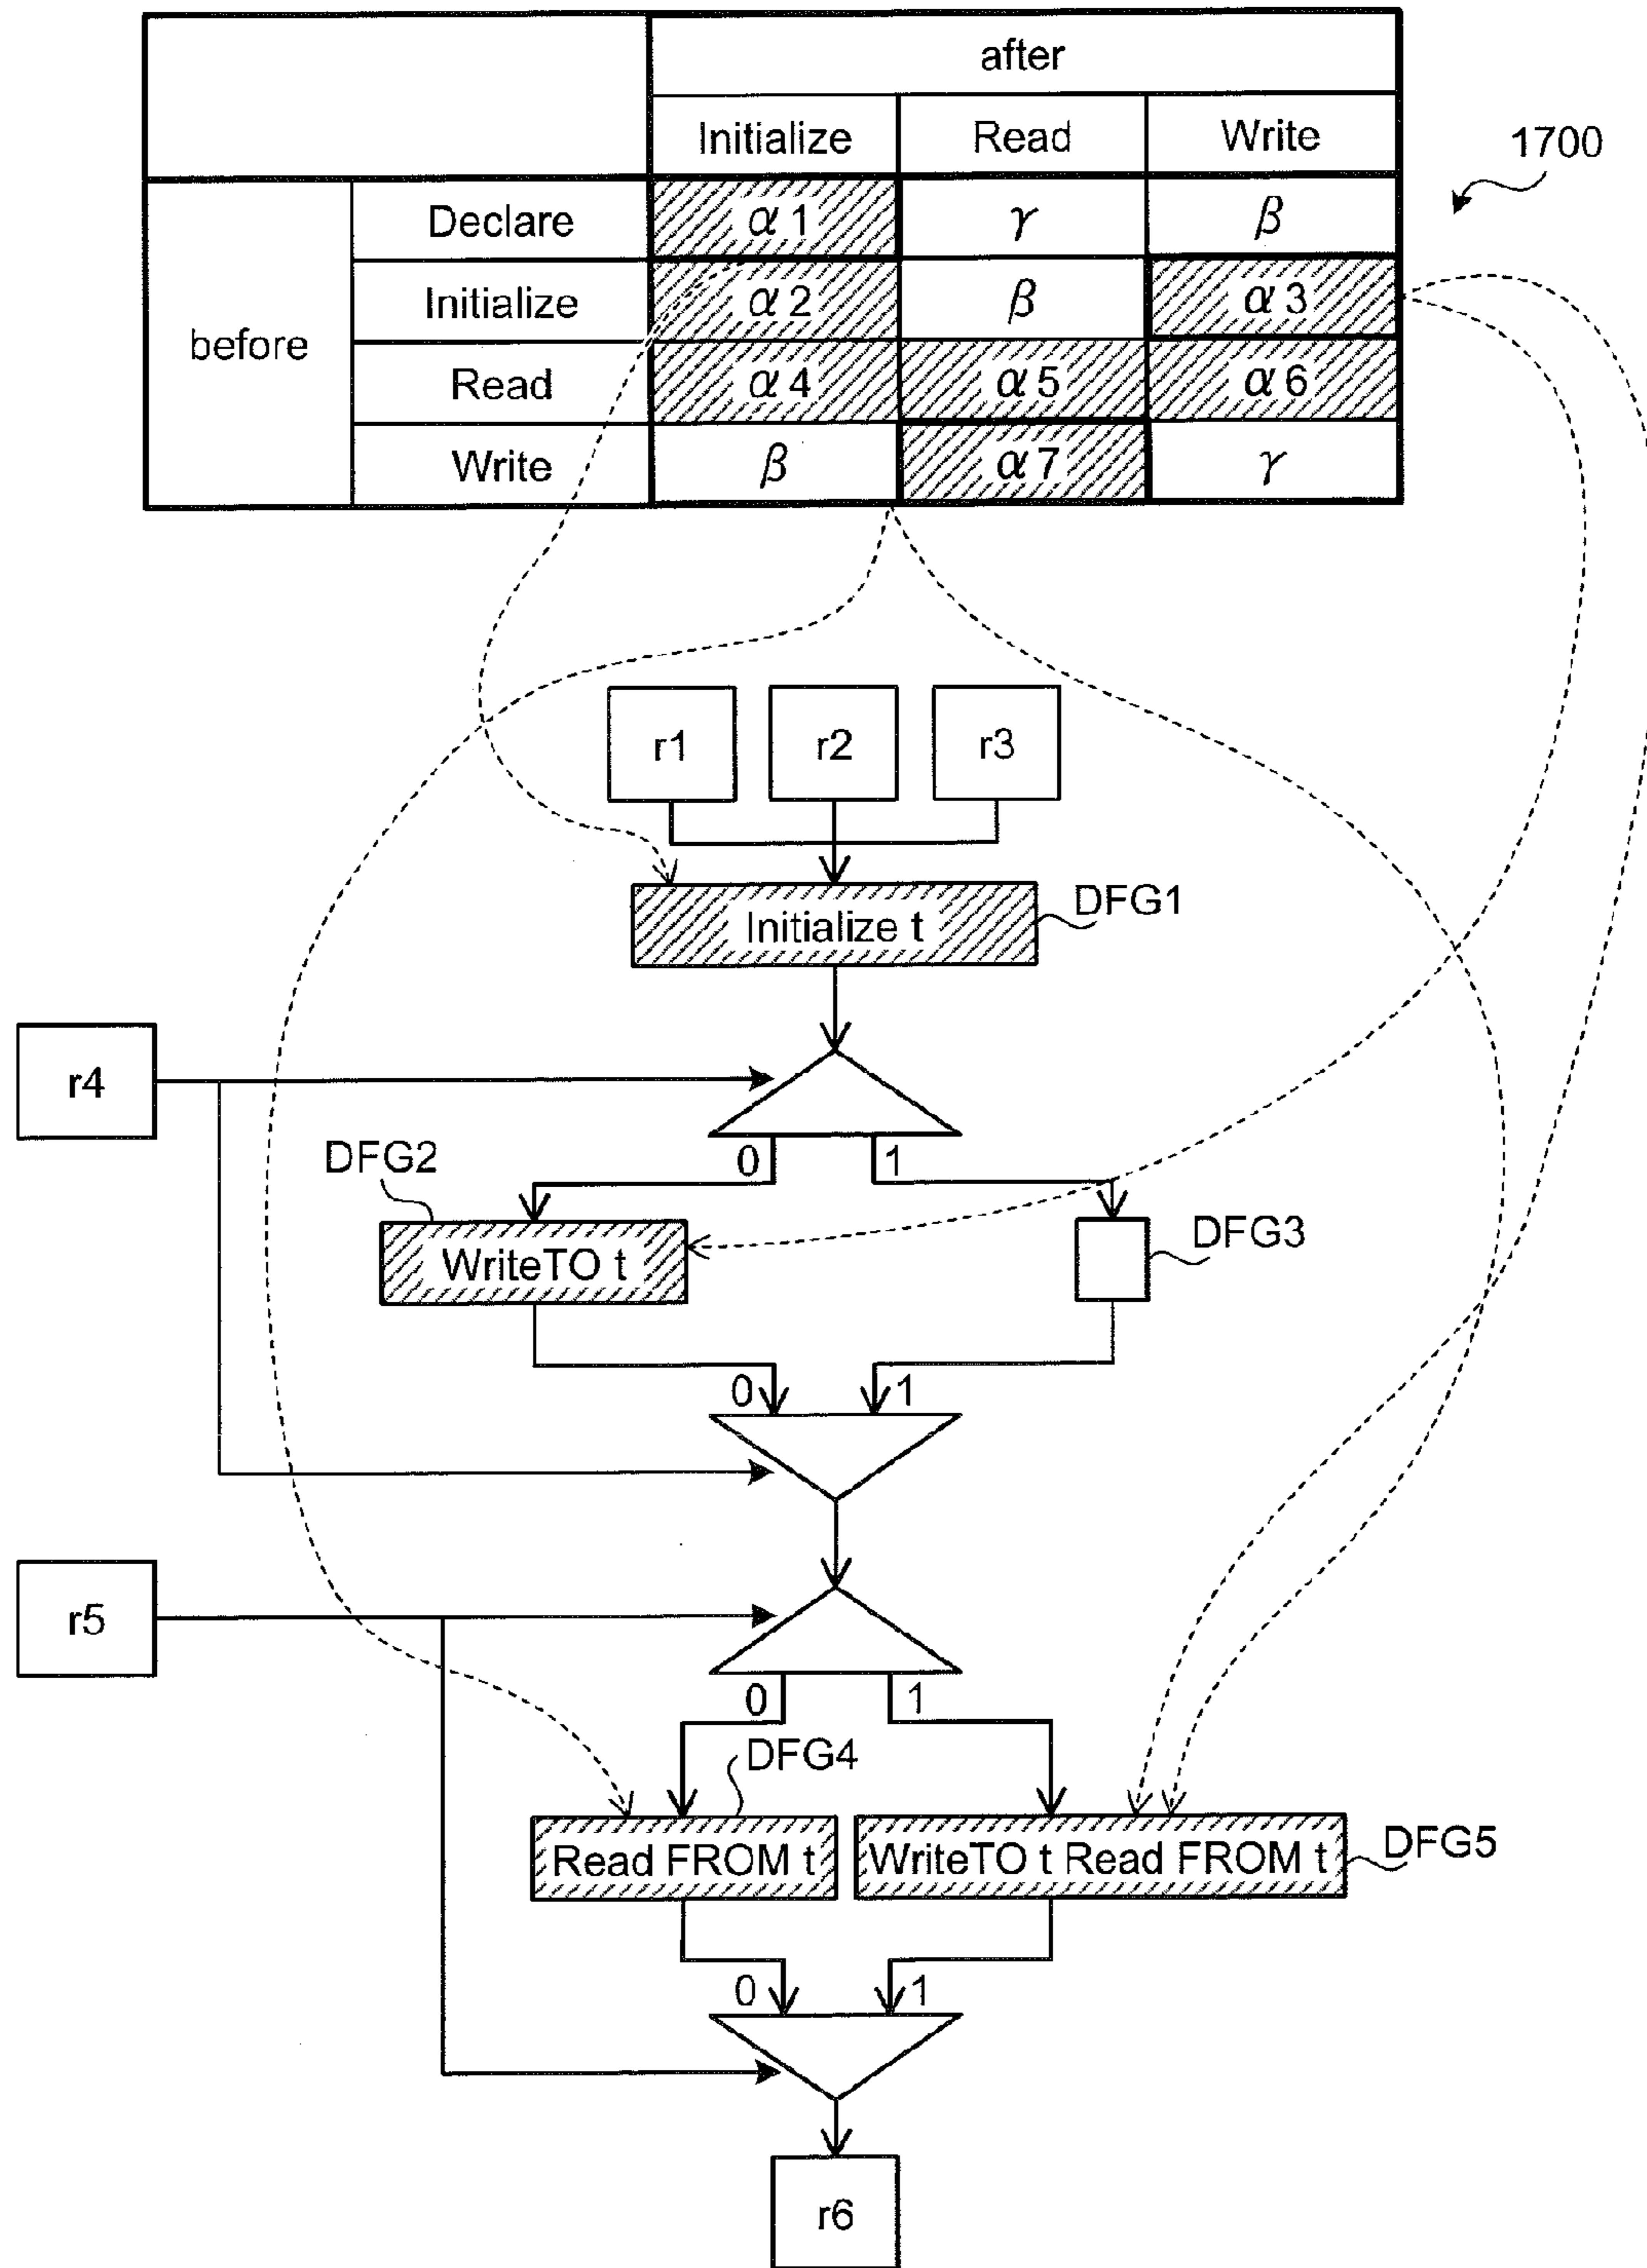 after
Initialize Read Write
1700
before
Declare α1 γ β
Initialize α2 β α3
Read α4 α5 α6
Write β α7 γ
r1 r2 r3
Initialize t
DFG1
r4
0 1
DFG2
WriteTO t
DFG3
0 1
r5
0 1
DFG4
Read FROM t
WriteTO t Read FROM t
DFG5
0 1
r6